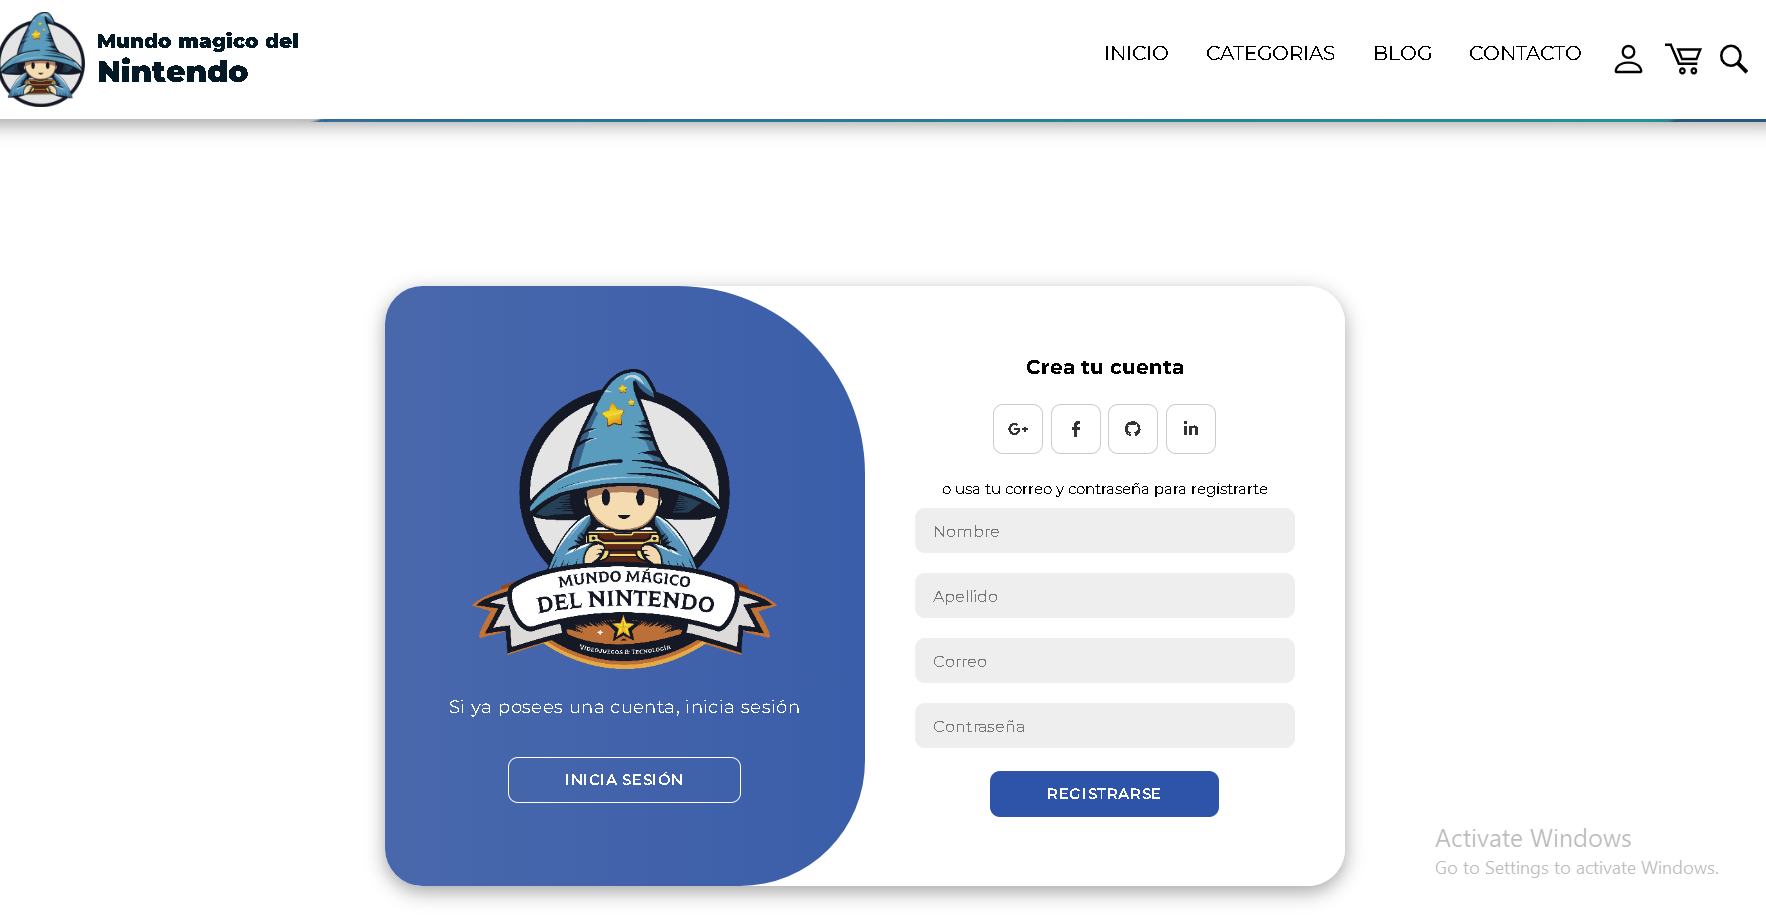 Mundo magico del
Nintendo
INICIO CATEGORIAS BLOG CONTACTO
MUNDO MÁGICO
DEL NINTENDO
VIDEOJUEGOS & TECNOLOGÍA
Si ya posees una cuenta, inicia sesión
INICIA SESIÓN
Crea tu cuenta
G+ f in
o usa tu correo y contraseña para registrarte
Nombre
Apellido
Correo
Contraseña
REGISTRARSE
Activate Windows
Go to Settings to activate Windows.